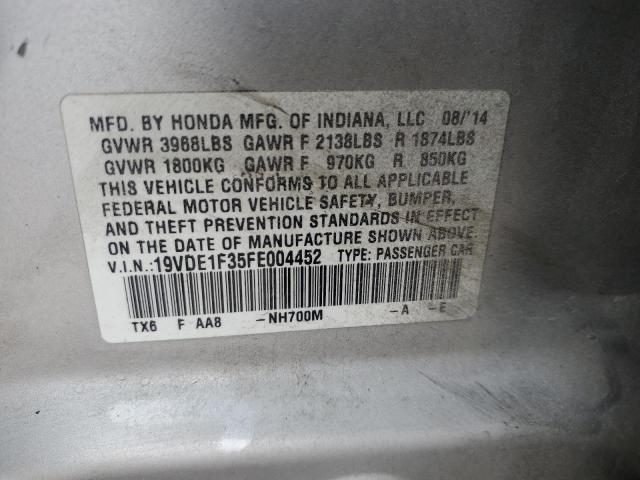 MFD. BY HONDA MFG. OF INDIANA, LLC 08/'14
GVWR 3968LBS GAWR F 2138LBS R 1874LBS
GVWR 1800KG GAWR F 970KG R 850KG
THIS VEHICLE CONFORMS TO ALL APPLICABLE
FEDERAL MOTOR VEHICLE SAFETY, BUMPER,
AND THEFT PREVENTION STANDARDS IN EFFECT
ON THE DATE OF MANUFACTURE SHOWN ABOVE.
V.I.N.:19VDE1F35FE004452 TYPE: PASSENGER CAR
TX6 F AA8 -NH700M -A -E